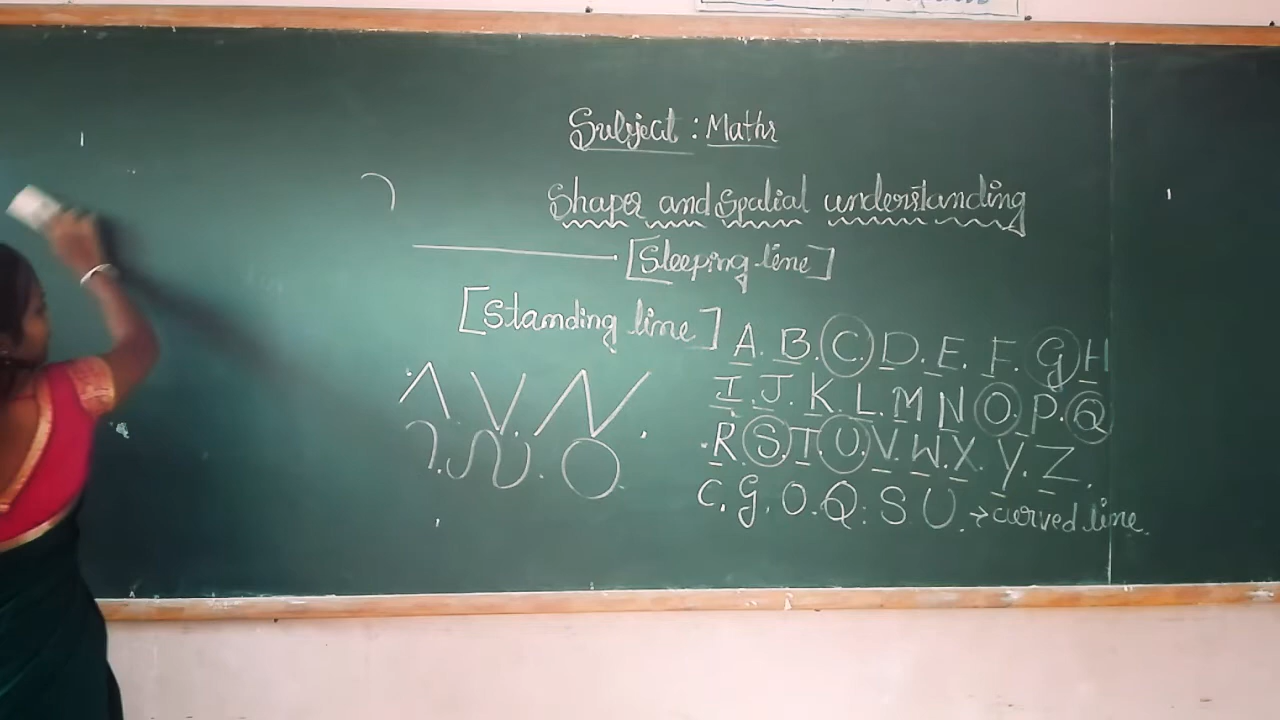 Subject : Maths
Shapes and Spatial understanding
[Sleeping line]
[Standing line]
A. B. C. D. E. F. G H
I. J. K. L. M N O. P. Q
R S T. U. V. W. X. Y. Z.
C. G. O. Q. S U. → curved line.